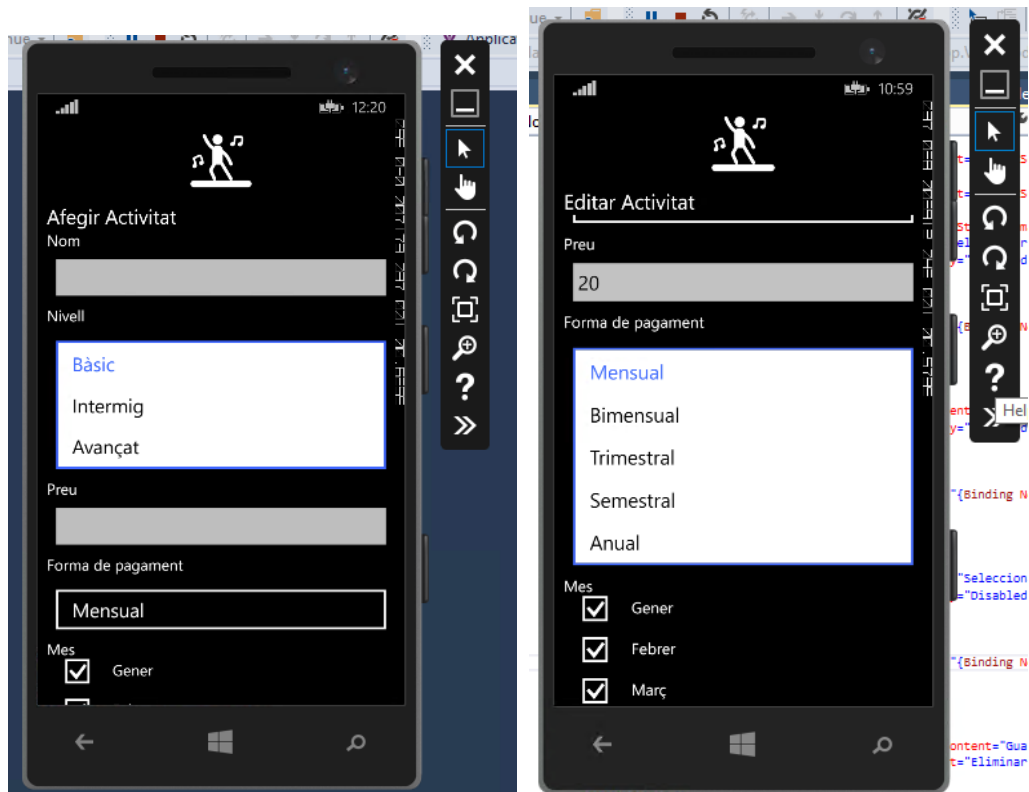 Applica
12:20
Afegir Activitat
Nom
Nivell
Bàsic
Intermig
Avançat
Preu
Forma de pagament
Mensual
Mes
Gener
10:59
Editar Activitat
Preu
20
Forma de pagament
Mensual
Bimensual
Trimestral
Semestral
Anual
Mes
Gener
Febrer
Març
?
?
Hel
"{Binding N
"Seleccion
="Disabled
"{Binding N
ontent="Gua
t="Eliminar